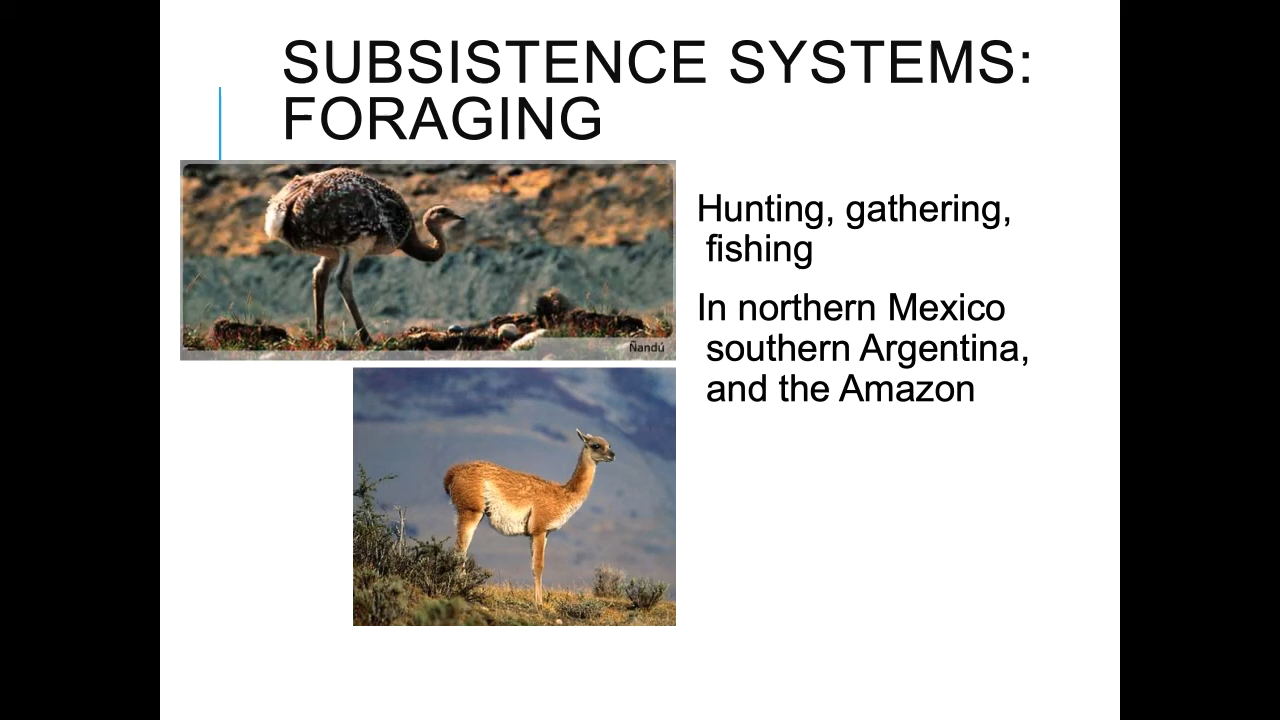 SUBSISTENCE SYSTEMS:
FORAGING
Ñandú
Hunting, gathering,
fishing
In northern Mexico
southern Argentina,
and the Amazon